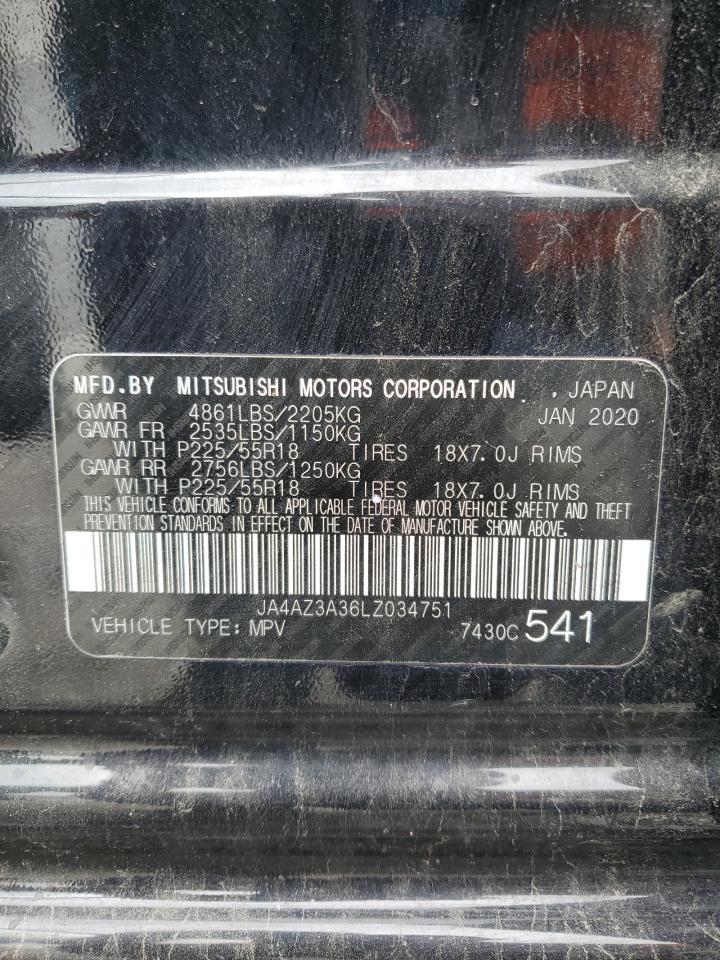 MFD.BY MITSUBISHI MOTORS CORPORATION , JAPAN
GVWR 4861LBS/2205KG JAN 2020
GAWR FR 2535LBS/1150KG
WITH P225/55R18 TIRES 18X7.0J RIMS
GAWR RR 2756LBS/1250KG
WITH P225/55R18 TIRES 18X7.0J RIMS
THIS VEHICLE CONFORMS TO ALL APPLICABLE FEDERAL MOTOR VEHICLE SAFETY AND THEFT
PREVENTION STANDARDS IN EFFECT ON THE DATE OF MANUFACTURE SHOWN ABOVE.
JA4AZ3A36LZ034751
VEHICLE TYPE: MPV 7430C 541